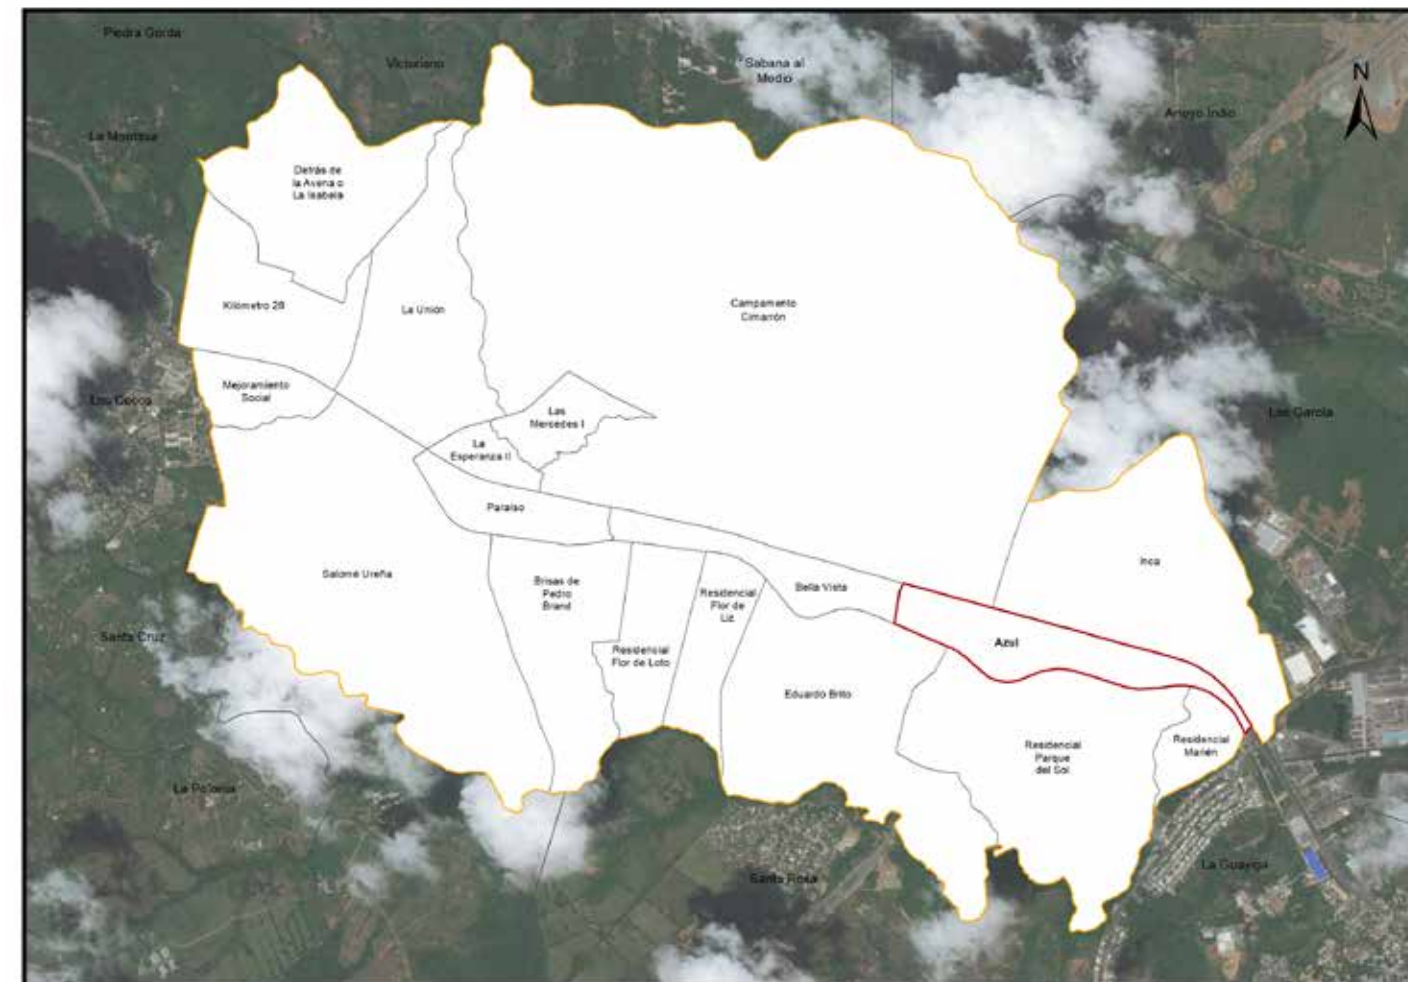 Piedra Gorda
Victoriano
Sabana al
Medio
N
Arroyo Indio
La Montesa
Detrás de
la Avena o
La Isabela
Kilómetro 28
La Unión
Campamento
Cimarrón
Mejoramiento
Social
Los Cocos
Las
Mercedes I
Las García
La
Esperanza II
Paraíso
Inca
Salomé Ureña
Brisas de
Pedro
Brand
Residencial
Flor de
Liz
Bella Vista
Azul
Santa Cruz
Residencial
Flor de Loto
Eduardo Brito
Residencial
Parque
del Sol
Residencial
Marién
La Polonia
Santa Rosa
La Guayiga